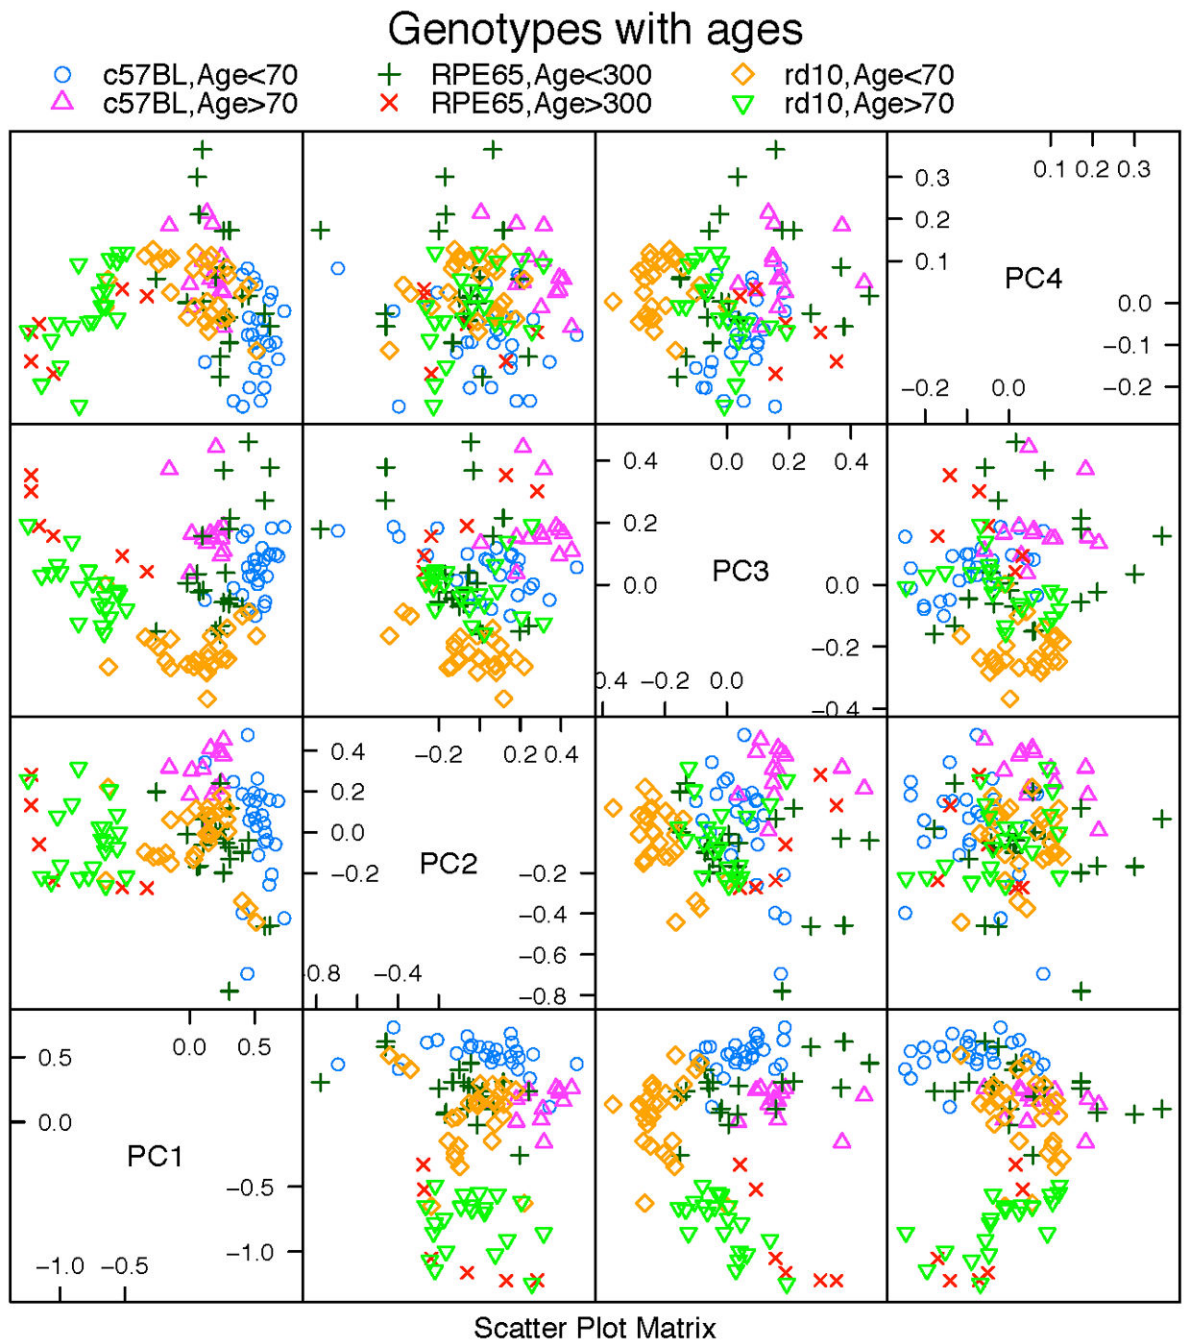 Genotypes with ages
c57BL,Age<70 RPE65,Age<300 rd10,Age<70
c57BL,Age>70 RPE65,Age>300 rd10,Age>70
0.1 0.2 0.3
0.3
0.2
0.1
PC4
0.0
−0.1
−0.2 0.0 −0.2
0.4 0.0 0.2 0.4
0.2
PC3
0.0 0.0
−0.2
0.4 −0.2 0.0
−0.4
0.4 −0.2 0.2 0.4
0.2
0.0
PC2
−0.2 −0.2
−0.4
−0.6
0.8 −0.4
−0.8
0.0 0.5
0.5
0.0
PC1
−0.5
−1.0
−1.0 −0.5
Scatter Plot Matrix